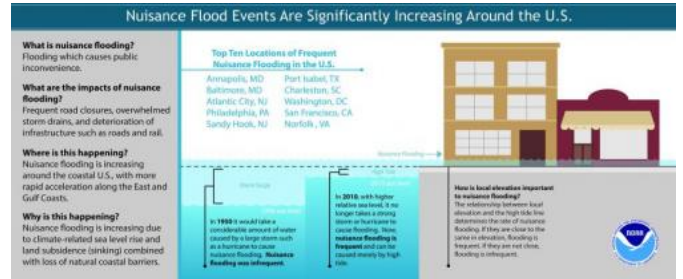 Nuisance Flood Events Are Significantly Increasing Around the U.S.
What is nuisance flooding?
Flooding which causes public
inconvenience.
What are the impacts of nuisance
flooding?
Frequent road closures, overwhelmed
storm drains, and deterioration of
infrastructure such as roads and rail.
Where is this happening?
Nuisance flooding is increasing
around the coastal U.S., with more
rapid acceleration along the East and
Gulf Coasts.
Why is this happening?
Nuisance flooding is increasing due
to climate-related sea level rise and
land subsidence (sinking) combined
with loss of natural coastal barriers.
Top Ten Locations of Frequent
Nuisance Flooding in the U.S.
Annapolis, MD
Baltimore, MD
Atlantic City, NJ
Philadelphia, PA
Sandy Hook, NJ
Port Isabel, TX
Charleston, SC
Washington, DC
San Francisco, CA
Norfolk, VA
Nuisance Flooding
Storm Surge
In 1950 it would take a
considerable amount of water
caused by a large storm such
as a hurricane to cause
nuisance flooding. Nuisance
flooding was infrequent.
High Tide
In 2010, with higher
relative sea level, it no
longer takes a strong
storm or hurricane to
cause flooding. Now,
nuisance flooding is
frequent and can be
caused merely by high
tide.
How is local elevation important
to nuisance flooding?
The relationship between local
elevation and the high tide line
determines the rate of nuisance
flooding. If they are close to the
same in elevation, flooding is
frequent. If they are not close,
flooding is infrequent.
NOAA